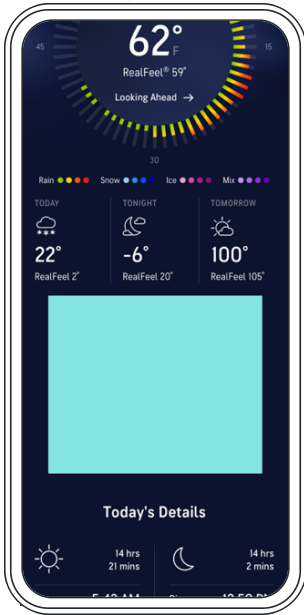 62°F
45
15
RealFeel® 59°
Looking Ahead →
30
Rain Snow Ice Mix
TODAY TONIGHT TOMORROW
22° -6° 100°
RealFeel 2° RealFeel 20° RealFeel 105°
Today's Details
14 hrs 14 hrs
21 mins 2 mins